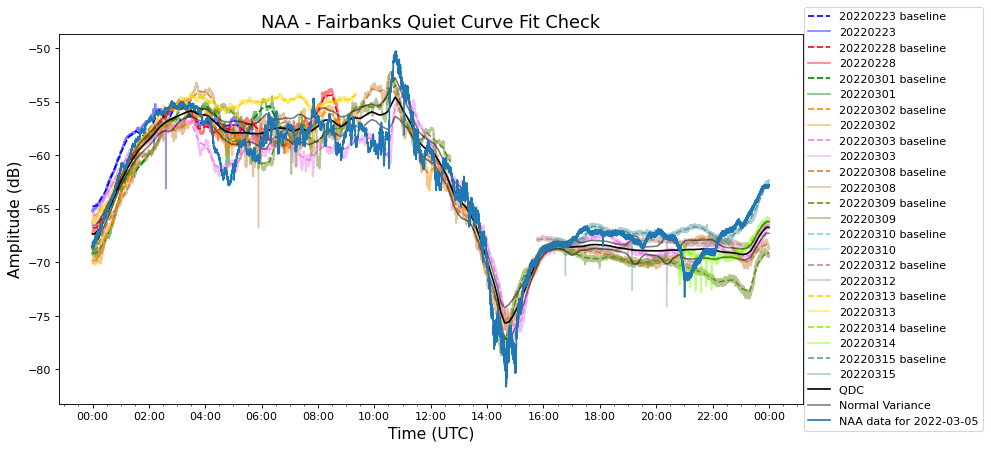 NAA - Fairbanks Quiet Curve Fit Check
Amplitude (dB)
−50
−55
−60
−65
−70
−75
−80
00:00 02:00 04:00 06:00 08:00 10:00 12:00 14:00 16:00 18:00 20:00 22:00 00:00
Time (UTC)
20220223 baseline
20220223
20220228 baseline
20220228
20220301 baseline
20220301
20220302 baseline
20220302
20220303 baseline
20220303
20220308 baseline
20220308
20220309 baseline
20220309
20220310 baseline
20220310
20220312 baseline
20220312
20220313 baseline
20220313
20220314 baseline
20220314
20220315 baseline
20220315
QDC
Normal Variance
NAA data for 2022-03-05